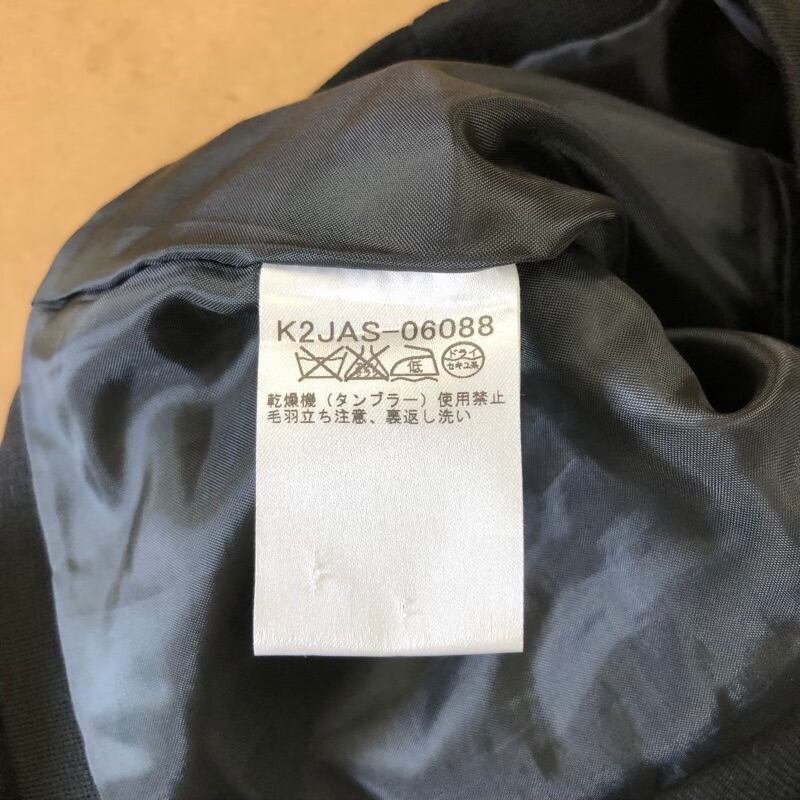 K2JAS-06088
低 ドライ
セキユ系
乾燥機（タンブラー）使用禁止
毛羽立ち注意、裏返し洗い